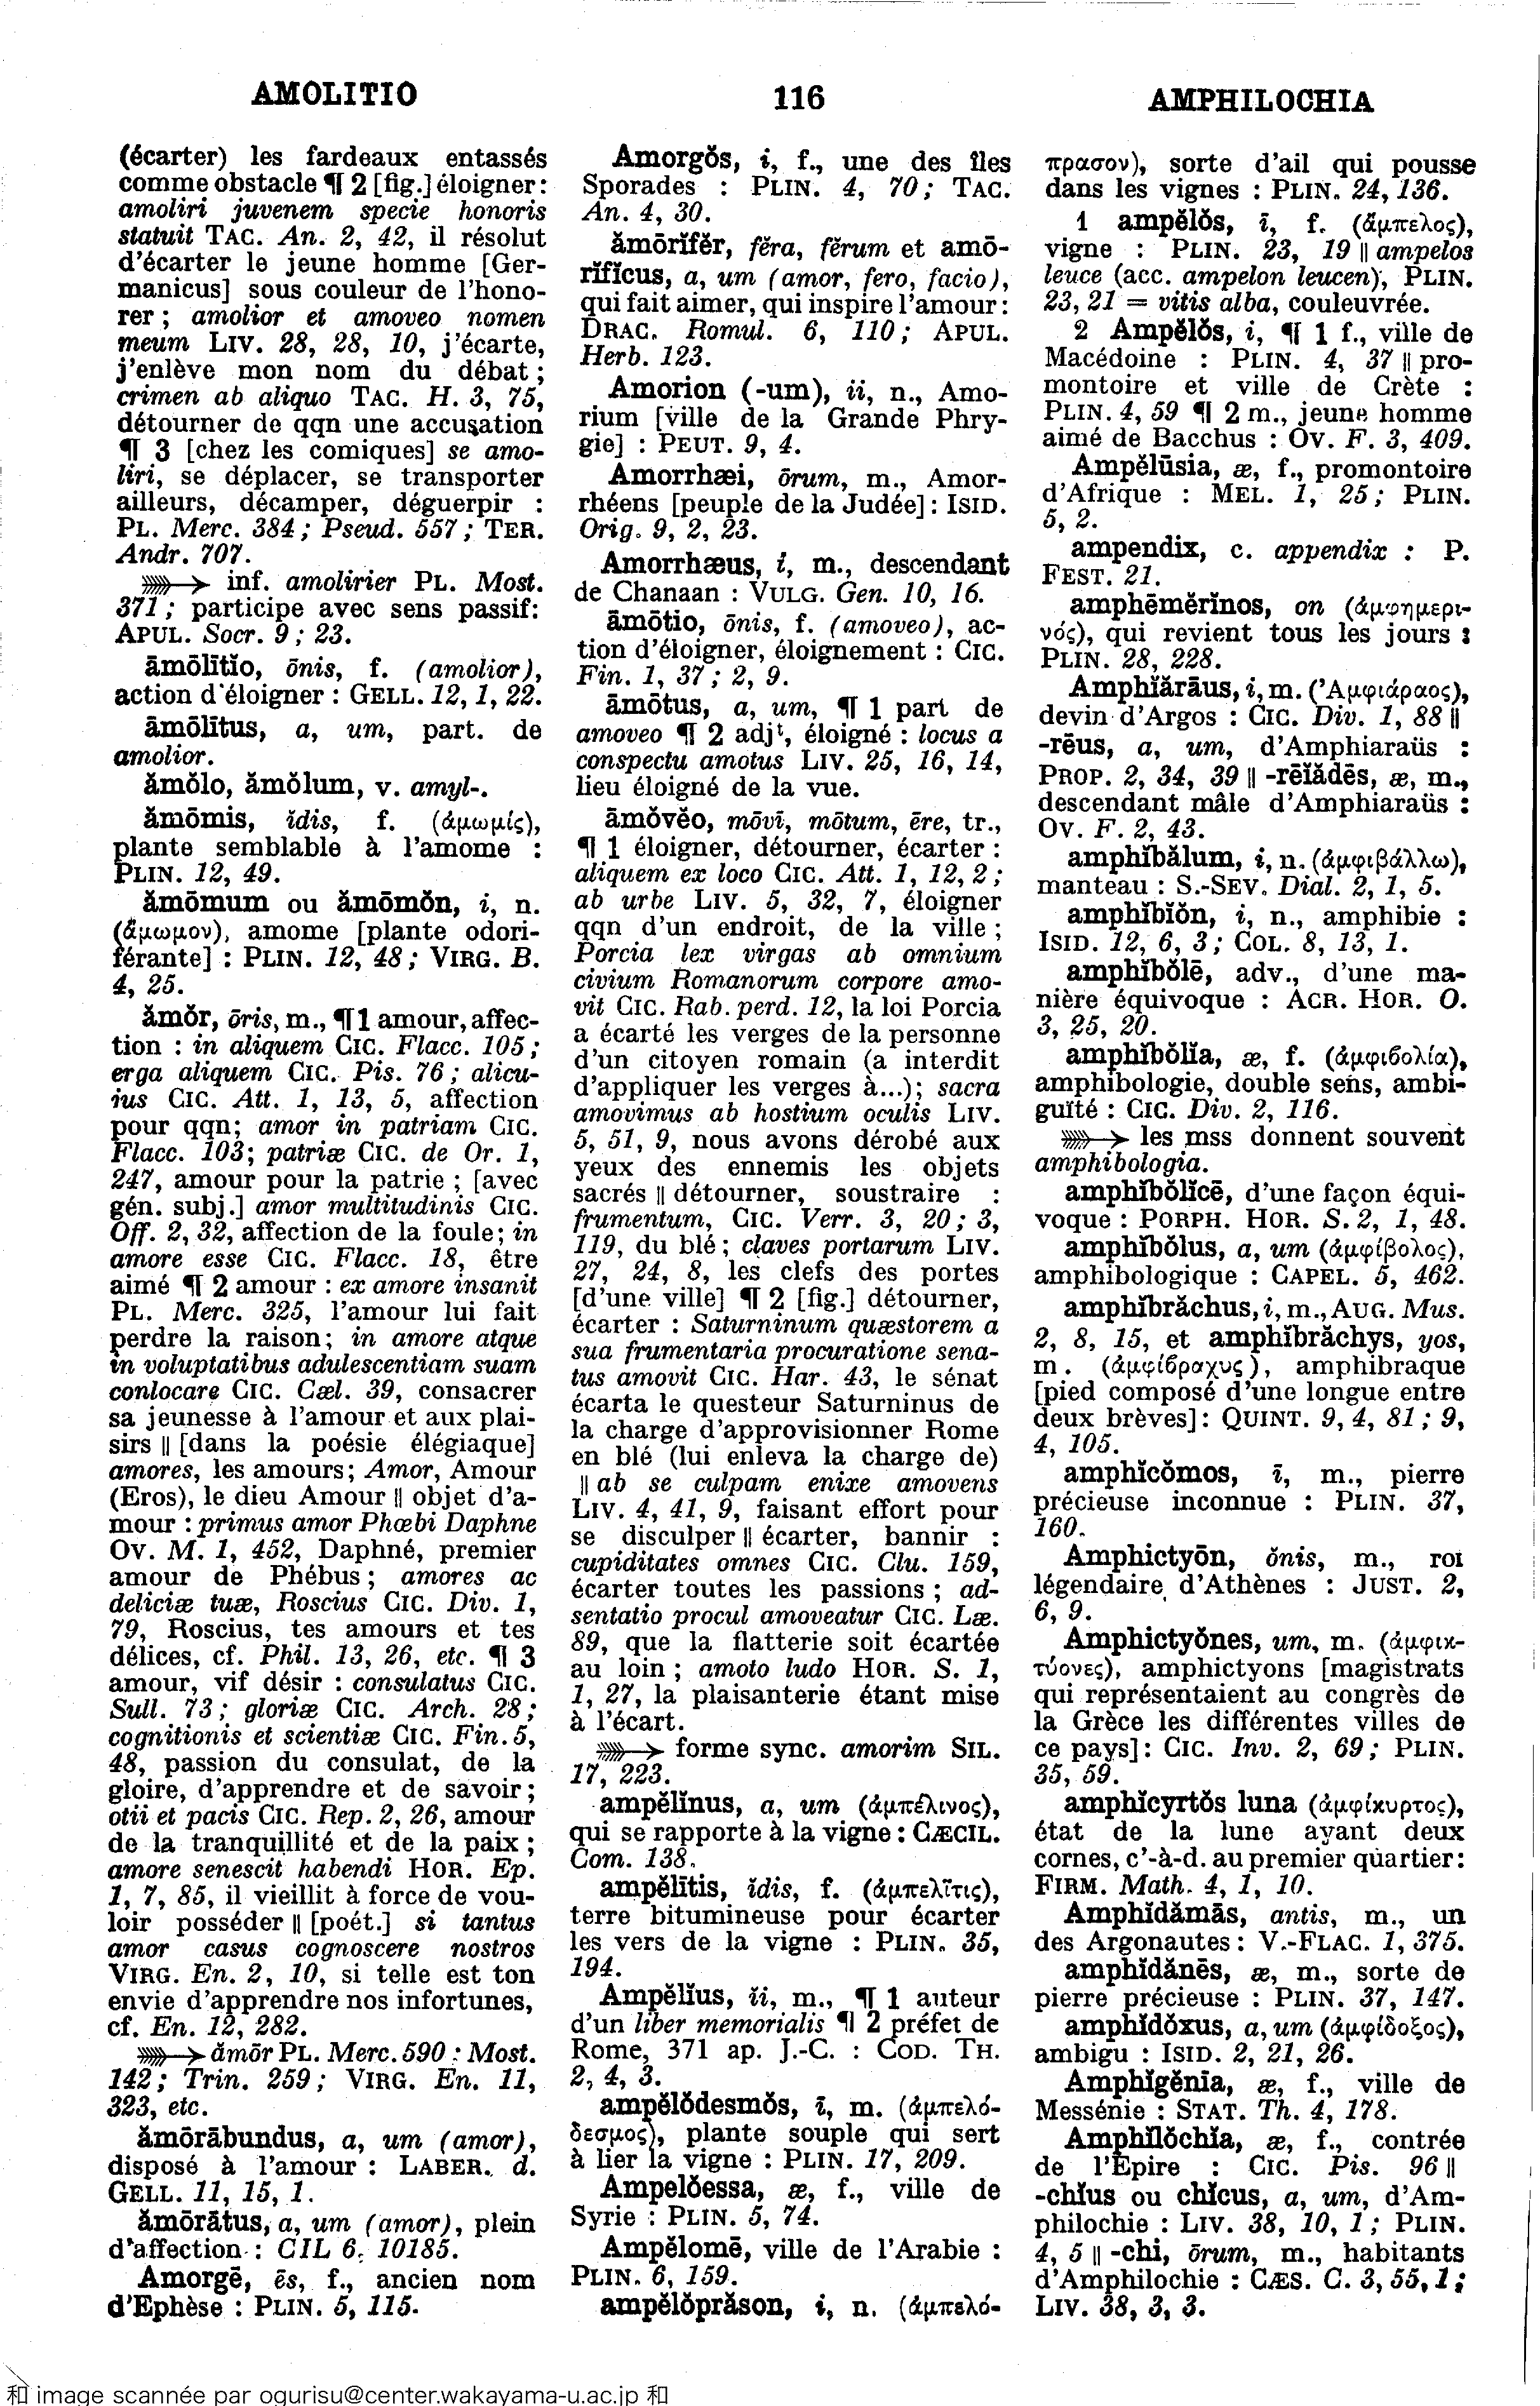 AMOLITIO
116
AMPHILOCHIA
(écarter) les fardeaux entassés
comme obstacle ¶ 2 [fig.] éloigner :
amoliri juvenem specie honoris
statuit TAC. An. 2, 42, il résolut
d'écarter le jeune homme [Ger-
manicus] sous couleur de l'hono-
rer ; amolior et amoveo nomen
meum LIV. 28, 28, 10, j'écarte,
j'enlève mon nom du débat ;
crimen ab aliquo TAC. H. 3, 75,
détourner de qqn une accusation
¶ 3 [chez les comiques] se amo-
liri, se déplacer, se transporter
ailleurs, décamper, déguerpir :
PL. Merc. 384 ; Pseud. 557 ; TER.
Andr. 707.
➳ inf. amolirier PL. Most.
371 ; participe avec sens passif:
APUL. Socr. 9 ; 23.
āmōlītĭo, ōnis, f. (amolior),
action d'éloigner : GELL. 12, 1, 22.
āmōlītus, a, um, part. de
amolior.
ămŏlo, ămŏlum, v. amyl-.
ămōmis, ĭdis, f. (ἀμωμίς),
plante semblable à l'amome :
PLIN. 12, 49.
ămōmum ou ămōmŏn, i, n.
(ἄμωμον), amome [plante odori-
férante] : PLIN. 12, 48 ; VIRG. B.
4, 25.
ămŏr, ōris, m., ¶ 1 amour, affec-
tion : in aliquem CIC. Flacc. 105 ;
erga aliquem CIC. Pis. 76 ; alicu-
ius CIC. Att. 1, 13, 5, affection
pour qqn; amor in patriam CIC.
Flacc. 103; patriæ CIC. de Or. 1,
247, amour pour la patrie ; [avec
gén. subj.] amor multitudinis CIC.
Off. 2, 32, affection de la foule; in
amore esse CIC. Flacc. 18, être
aimé ¶ 2 amour : ex amore insanit
PL. Merc. 325, l'amour lui fait
perdre la raison; in amore atque
in voluptatibus adulescentiam suam
conlocare CIC. Cæl. 39, consacrer
sa jeunesse à l'amour et aux plai-
sirs || [dans la poésie élégiaque]
amores, les amours; Amor, Amour
(Eros), le dieu Amour || objet d'a-
mour : primus amor Phœbi Daphne
OV. M. 1, 452, Daphné, premier
amour de Phébus ; amores ac
deliciæ tuæ, Roscius CIC. Div. 1,
79, Roscius, tes amours et tes
délices, cf. Phil. 13, 26, etc. ¶ 3
amour, vif désir : consulatus CIC.
Sull. 73 ; gloriæ CIC. Arch. 28 ;
cognitionis et scientiæ CIC. Fin. 5,
48, passion du consulat, de la
gloire, d'apprendre et de savoir ;
otii et pacis CIC. Rep. 2, 26, amour
de la tranquillité et de la paix ;
amore senescit habendi HOR. Ep.
1, 7, 85, il vieillit à force de vou-
loir posséder || [poét.] si tantus
amor casus cognoscere nostros
VIRG. En. 2, 10, si telle est ton
envie d'apprendre nos infortunes,
cf. En. 12, 282.
➳ ămōr PL. Merc. 590 ; Most.
142 ; Trin. 259 ; VIRG. En. 11,
323, etc.
ămōrābundus, a, um (amor),
disposé à l'amour : LABER. d.
GELL. 11, 15, 1.
ămōrātus, a, um (amor), plein
d'affection : CIL 6, 10185.
Amorgē, ēs, f., ancien nom
d'Ephèse : PLIN. 5, 115.
Amorgŏs, i, f., une des îles
Sporades : PLIN. 4, 70 ; TAC.
An. 4, 30.
ămōrĭfĕr, fĕra, fĕrum et amō-
rĭfĭcus, a, um (amor, fero, facio),
qui fait aimer, qui inspire l'amour :
DRAC. Romul. 6, 110 ; APUL.
Herb. 123.
Amorion (-um), ii, n., Amo-
rium [ville de la Grande Phry-
gie] : PEUT. 9, 4.
Amorrhæi, ōrum, m., Amor-
rhéens [peuple de la Judée] : ISID.
Orig. 9, 2, 23.
Amorrhæus, i, m., descendant
de Chanaan : VULG. Gen. 10, 16.
āmōtio, ōnis, f. (amoveo), ac-
tion d'éloigner, éloignement : CIC.
Fin. 1, 37 ; 2, 9.
āmōtus, a, um, ¶ 1 part de
amoveo ¶ 2 adjᵗ, éloigné : locus a
conspectu amotus LIV. 25, 16, 14,
lieu éloigné de la vue.
āmŏvĕo, mōvī, mōtum, ēre, tr.,
¶ 1 éloigner, détourner, écarter :
aliquem ex loco CIC. Att. 1, 12, 2 ;
ab urbe LIV. 5, 32, 7, éloigner
qqn d'un endroit, de la ville ;
Porcia lex virgas ab omnium
civium Romanorum corpore amo-
vit CIC. Rab. perd. 12, la loi Porcia
a écarté les verges de la personne
d'un citoyen romain (a interdit
d'appliquer les verges à...); sacra
amovimus ab hostium oculis LIV.
5, 51, 9, nous avons dérobé aux
yeux des ennemis les objets
sacrés || détourner, soustraire :
frumentum, CIC. Verr. 3, 20 ; 3,
119, du blé ; claves portarum LIV.
27, 24, 8, les clefs des portes
[d'une ville] ¶ 2 [fig.] détourner,
écarter : Saturninum quæstorem a
sua frumentaria procuratione sena-
tus amovit CIC. Har. 43, le sénat
écarta le questeur Saturninus de
la charge d'approvisionner Rome
en blé (lui enleva la charge de)
|| ab se culpam enixe amovens
LIV. 4, 41, 9, faisant effort pour
se disculper || écarter, bannir :
cupiditates omnes CIC. Clu. 159,
écarter toutes les passions ; ad-
sentatio procul amoveatur CIC. Læ.
89, que la flatterie soit écartée
au loin ; amoto ludo HOR. S. 1,
1, 27, la plaisanterie étant mise
à l'écart.
➳ forme sync. amorim SIL.
17, 223.
ampĕlĭnus, a, um (ἀμπέλινος),
qui se rapporte à la vigne : CÆCIL.
Com. 138.
ampĕlītis, ĭdis, f. (ἀμπελῖτις),
terre bitumineuse pour écarter
les vers de la vigne : PLIN. 35,
194.
Ampĕlĭus, ĭi, m., ¶ 1 auteur
d'un liber memorialis ¶ 2 préfet de
Rome, 371 ap. J.-C. : COD. TH.
2, 4, 3.
ampĕlŏdesmŏs, ī, m. (ἀμπελό-
δεσμος), plante souple qui sert
à lier la vigne : PLIN. 17, 209.
Ampelŏessa, æ, f., ville de
Syrie : PLIN. 5, 74.
Ampĕlomē, ville de l'Arabie :
PLIN. 6, 159.
ampĕlŏprăson, i, n. (ἀμπελό-
πρασον), sorte d'ail qui pousse
dans les vignes : PLIN. 24, 136.
1 ampĕlŏs, ī, f. (ἄμπελος),
vigne : PLIN. 23, 19 || ampelos
leuce (acc. ampelon leucen), PLIN.
23, 21 = vitis alba, couleuvrée.
2 Ampĕlŏs, i, ¶ 1 f., ville de
Macédoine : PLIN. 4, 37 || pro-
montoire et ville de Crète :
PLIN. 4, 59 ¶ 2 m., jeune homme
aimé de Bacchus : OV. F. 3, 409.
Ampĕlūsia, æ, f., promontoire
d'Afrique : MEL. 1, 25 ; PLIN.
5, 2.
ampendix, c. appendix : P.
FEST. 21.
amphēmĕrĭnos, on (ἀμφημερι-
νός), qui revient tous les jours :
PLIN. 28, 228.
Amphĭărāus, i, m. (Ἀμφιάραος),
devin d'Argos : CIC. Div. 1, 88 ||
-rēus, a, um, d'Amphiaraüs :
PROP. 2, 34, 39 || -rēĭădēs, æ, m.,
descendant mâle d'Amphiaraüs :
OV. F. 2, 43.
amphĭbălum, i, n. (ἀμφιβάλλω),
manteau : S.-SEV. Dial. 2, 1, 5.
amphĭbĭŏn, i, n., amphibie :
ISID. 12, 6, 3 ; COL. 8, 13, 1.
amphĭbŏlē, adv., d'une ma-
nière équivoque : ACR. HOR. O.
3, 25, 20.
amphĭbŏlĭa, æ, f. (ἀμφιϐολία),
amphibologie, double sens, ambi-
guïté : CIC. Div. 2, 116.
➳ les mss donnent souvent
amphibologia.
amphĭbŏlĭcē, d'une façon équi-
voque : PORPH. HOR. S. 2, 1, 48.
amphĭbŏlus, a, um (ἀμφίβολος),
amphibologique : CAPEL. 5, 462.
amphĭbrăchus, i, m., AUG. Mus.
2, 8, 15, et amphĭbrăchys, yos,
m. (ἀμφίϐραχυς), amphibraque
[pied composé d'une longue entre
deux brèves] : QUINT. 9, 4, 81 ; 9,
4, 105.
amphĭcŏmos, ī, m., pierre
précieuse inconnue : PLIN. 37,
160.
Amphictyōn, ŏnis, m., roi
légendaire d'Athènes : JUST. 2,
6, 9.
Amphictyŏnes, um, m. (ἀμφικ-
τύονες), amphictyons [magistrats
qui représentaient au congrès de
la Grèce les différentes villes de
ce pays] : CIC. Inv. 2, 69 ; PLIN.
35, 59.
amphĭcyrtŏs luna (ἀμφίκυρτος),
état de la lune ayant deux
cornes, c'-à-d. au premier quartier :
FIRM. Math. 4, 1, 10.
Amphĭdămās, antis, m., un
des Argonautes : V.-FLAC. 1, 375.
amphĭdănēs, æ, m., sorte de
pierre précieuse : PLIN. 37, 147.
amphĭdŏxus, a, um (ἀμφίδοξος),
ambigu : ISID. 2, 21, 26.
Amphĭgĕnīa, æ, f., ville de
Messénie : STAT. Th. 4, 178.
Amphĭlŏchĭa, æ, f., contrée
de l'Epire : CIC. Pis. 96 ||
-chĭus ou chĭcus, a, um, d'Am-
philochie : LIV. 38, 10, 1 ; PLIN.
4, 5 || -chi, ōrum, m., habitants
d'Amphilochie : CÆS. C. 3, 55, 1 ;
LIV. 38, 3, 3.
和 image scannée par ogurisu@center.wakayama-u.ac.jp 和